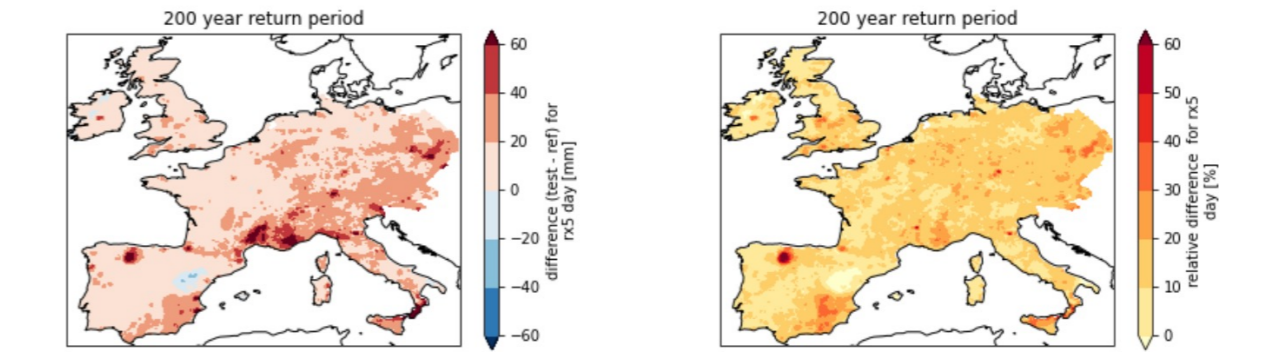 200 year return period
60
40
20
0
−20
−40
−60
difference (test - ref) for
rx5 day [mm]
200 year return period
60
50
40
30
20
10
0
relative difference for rx5
day [%]